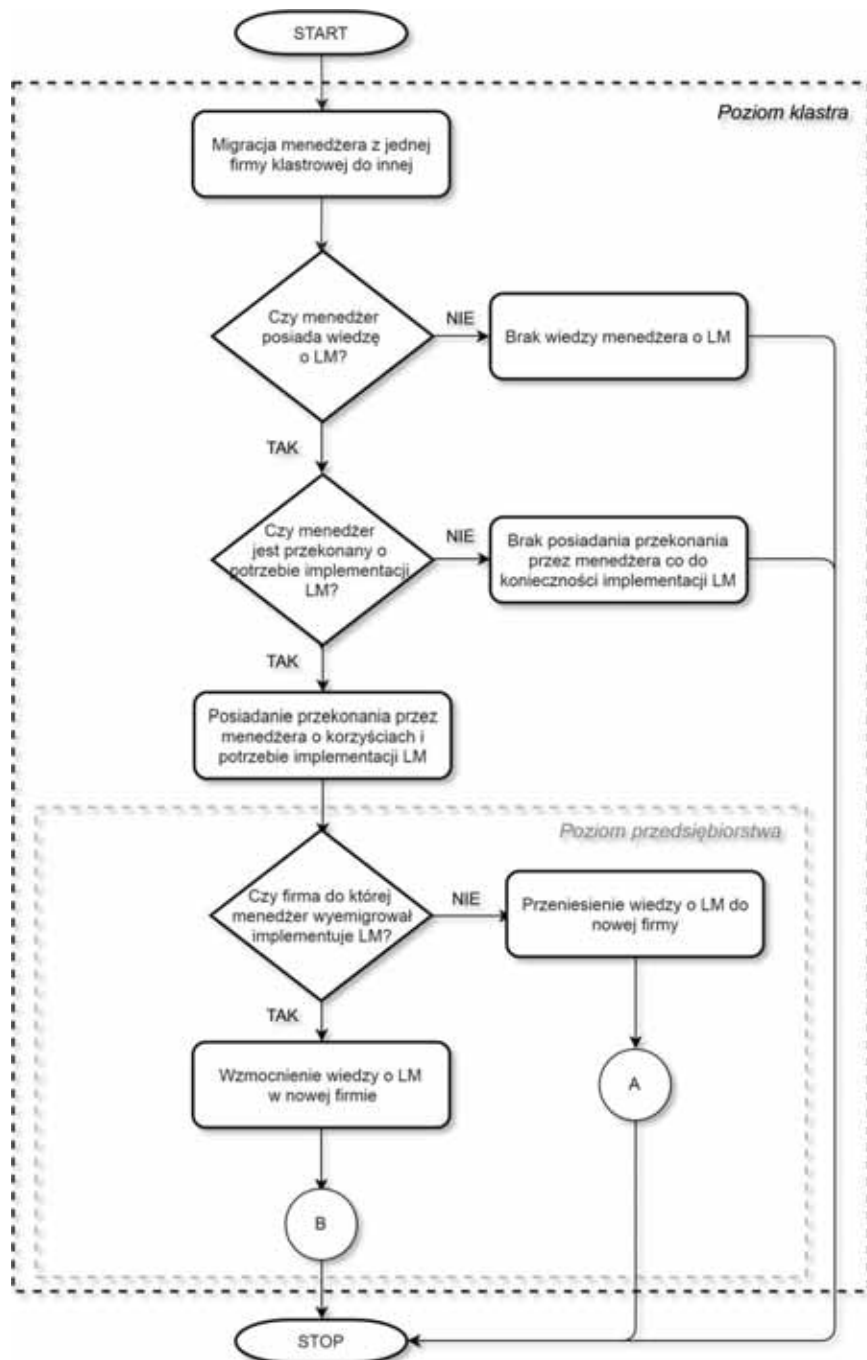 START
Poziom klastra
Migracja menedżera z jednej
firmy klastrowej do innej
Czy menedżer
posiada wiedzę
o LM?
NIE
Brak wiedzy menedżera o LM
TAK
Czy menedżer
jest przekonany o
potrzebie implementacji
LM?
NIE
Brak posiadania przekonania
przez menedżera co do
konieczności implementacji LM
TAK
Posiadanie przekonania przez
menedżera o korzyściach i
potrzebie implementacji LM
Poziom przedsiębiorstwa
Czy firma do której
menedżer wyemigrował
implementuje LM?
NIE
Przeniesienie wiedzy o LM do
nowej firmy
TAK
Wzmocnienie wiedzy o LM
w nowej firmie
A
B
STOP